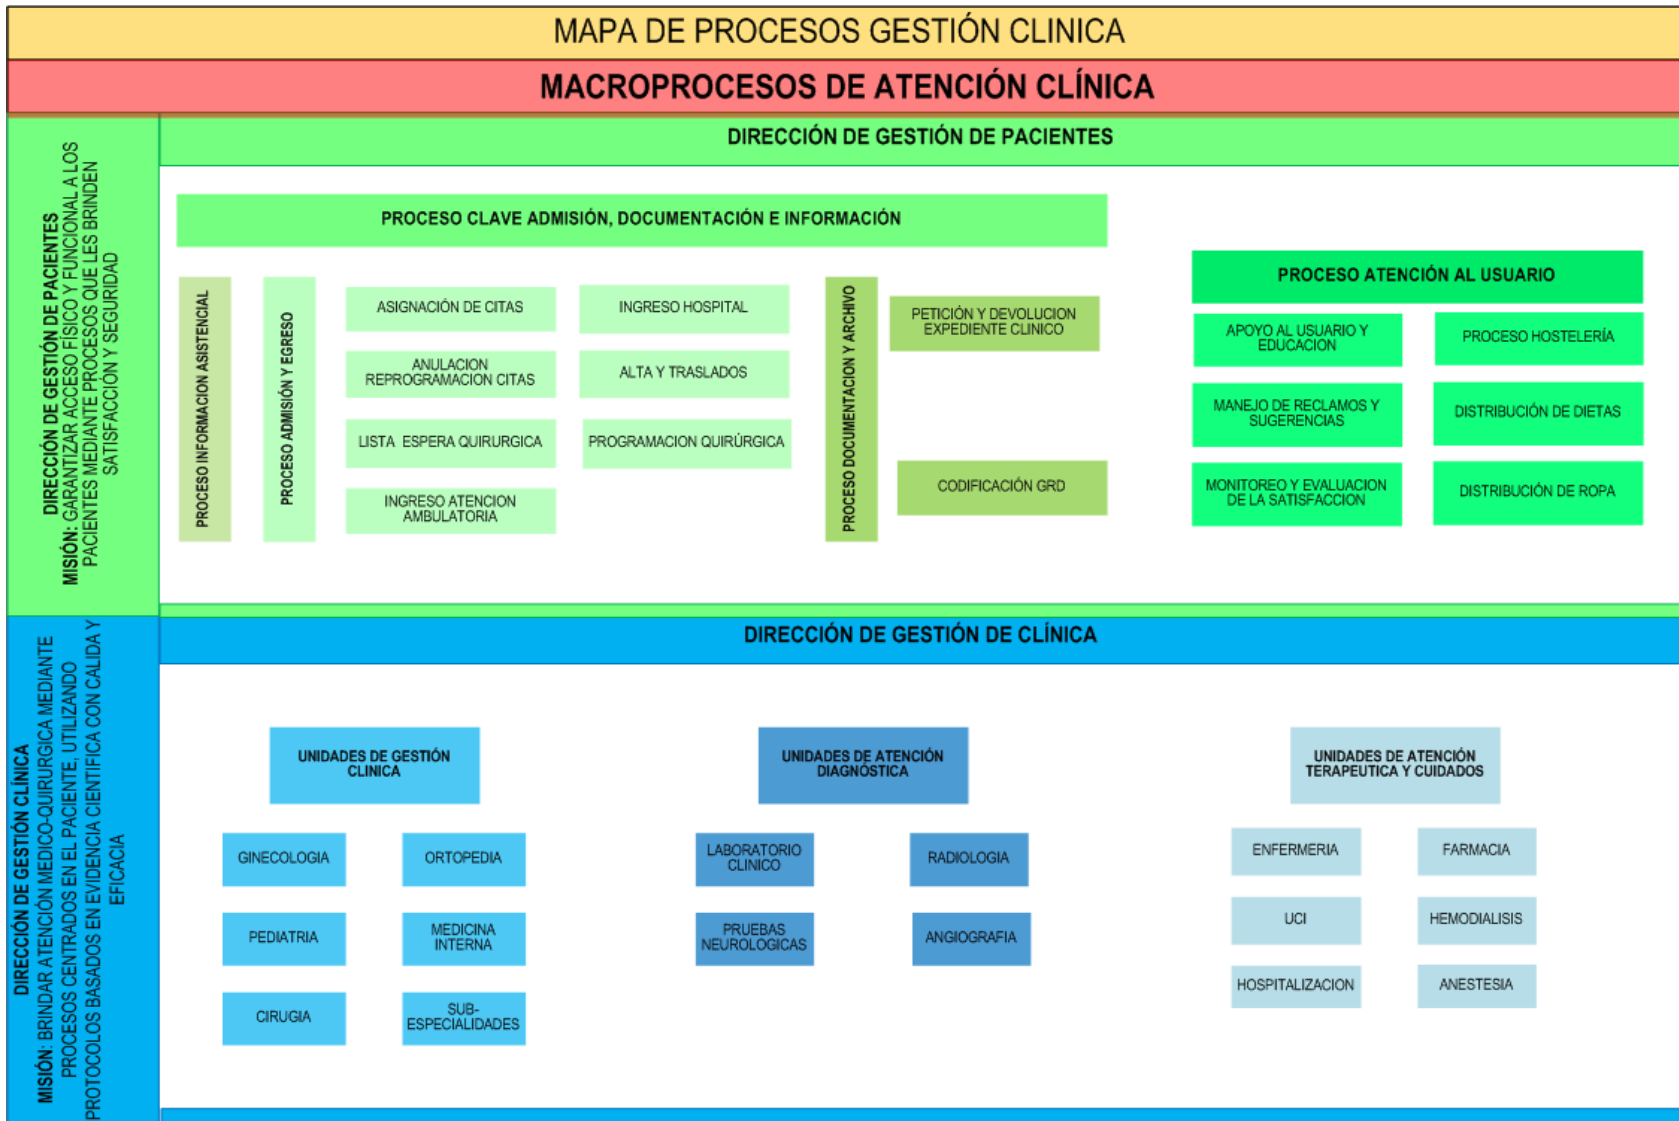 MAPA DE PROCESOS GESTIÓN CLINICA
MACROPROCESOS DE ATENCIÓN CLÍNICA
DIRECCIÓN DE GESTIÓN DE PACIENTES
MISIÓN: GARANTIZAR ACCESO FÍSICO Y FUNCIONAL A LOS
PACIENTES MEDIANTE PROCESOS QUE LES BRINDEN
SATISFACCIÓN Y SEGURIDAD
DIRECCIÓN DE GESTIÓN DE PACIENTES
PROCESO CLAVE ADMISIÓN, DOCUMENTACIÓN E INFORMACIÓN
PROCESO INFORMACION ASISTENCIAL
PROCESO ADMISIÓN Y EGRESO
ASIGNACIÓN DE CITAS
INGRESO HOSPITAL
ANULACION
REPROGRAMACION CITAS
ALTA Y TRASLADOS
LISTA ESPERA QUIRURGICA
PROGRAMACION QUIRÚRGICA
INGRESO ATENCION
AMBULATORIA
PROCESO DOCUMENTACION Y ARCHIVO
PETICIÓN Y DEVOLUCION
EXPEDIENTE CLINICO
CODIFICACIÓN GRD
PROCESO ATENCIÓN AL USUARIO
APOYO AL USUARIO Y
EDUCACION
PROCESO HOSTELERÍA
MANEJO DE RECLAMOS Y
SUGERENCIAS
DISTRIBUCIÓN DE DIETAS
MONITOREO Y EVALUACION
DE LA SATISFACCION
DISTRIBUCIÓN DE ROPA
DIRECCIÓN DE GESTIÓN CLÍNICA
MISIÓN: BRINDAR ATENCIÓN MEDICO-QUIRURGICA MEDIANTE
PROCESOS CENTRADOS EN EL PACIENTE, UTILIZANDO
PROTOCOLOS BASADOS EN EVIDENCIA CIENTIFICA CON CALIDA Y
EFICACIA
DIRECCIÓN DE GESTIÓN DE CLÍNICA
UNIDADES DE GESTIÓN
CLINICA
GINECOLOGIA
ORTOPEDIA
PEDIATRIA
MEDICINA
INTERNA
CIRUGIA
SUB-
ESPECIALIDADES
UNIDADES DE ATENCIÓN
DIAGNÓSTICA
LABORATORIO
CLINICO
RADIOLOGIA
PRUEBAS
NEUROLOGICAS
ANGIOGRAFIA
UNIDADES DE ATENCIÓN
TERAPEUTICA Y CUIDADOS
ENFERMERIA
FARMACIA
UCI
HEMODIALISIS
HOSPITALIZACION
ANESTESIA